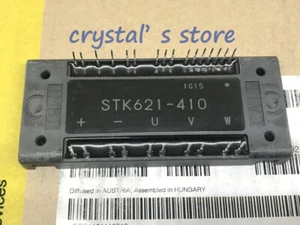 crystal's store
1015
STK621-410
+ - U V W
Diffused in AUSTRIA, Assembled in HUNGARY